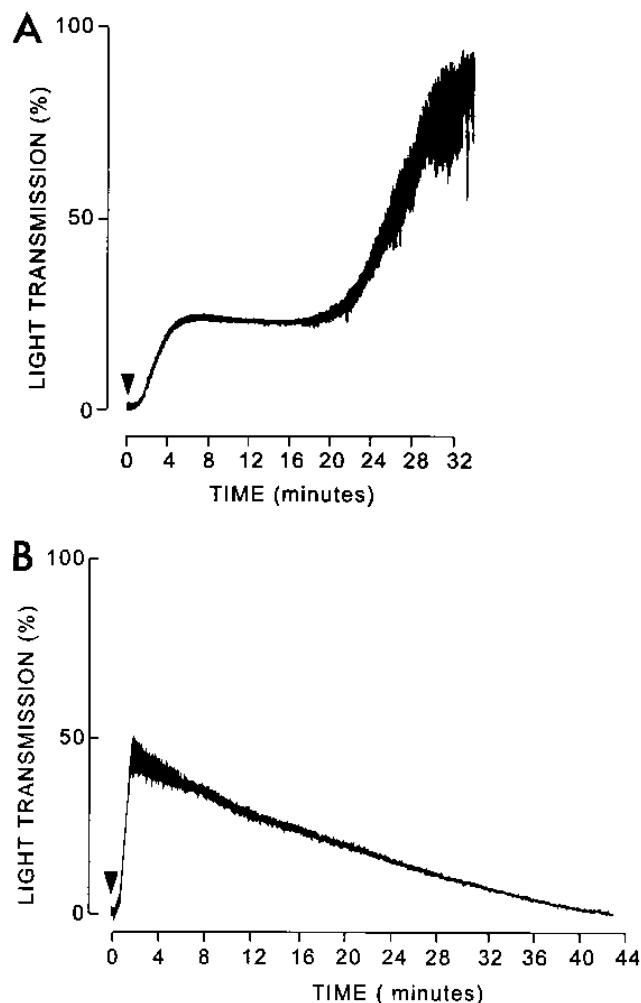 A
LIGHT TRANSMISSION (%)
100
50
0
0 4 8 12 16 20 24 28 32
TIME (minutes)
B
LIGHT TRANSMISSION (%)
100
50
0
0 4 8 12 16 20 24 28 32 36 40 44
TIME ( minutes)